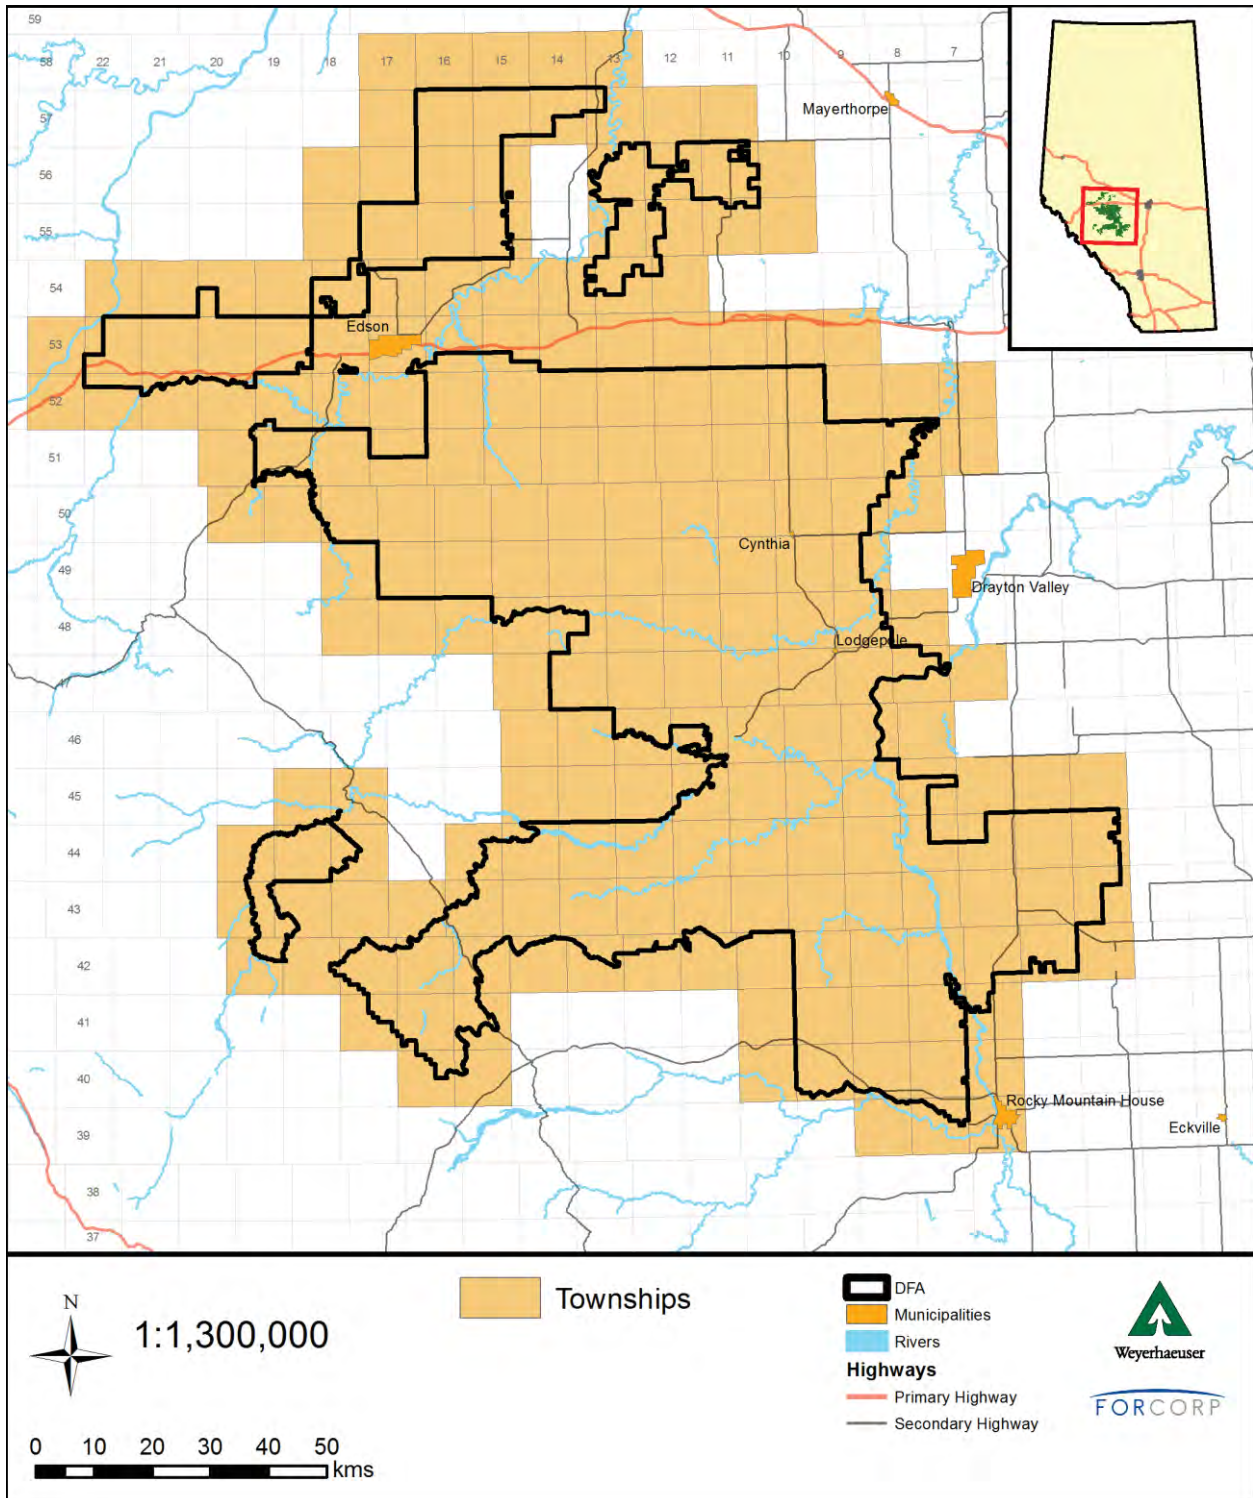 59
58 22 21 20 19 18 17 16 15 14 13 12 11 10 9 8 7
Mayerthorpe
57
56
55
54
Edson
53
52
51
50
Cynthia
49
Drayton Valley
48
Lodgepole
47
46
45
44
43
42
41
40
Rocky Mountain House
39
Eckville
38
37
N
1:1,300,000
0 10 20 30 40 50
kms
Townships
DFA
Municipalities
Rivers
Highways
Primary Highway
Secondary Highway
Weyerhaeuser
FORCORP